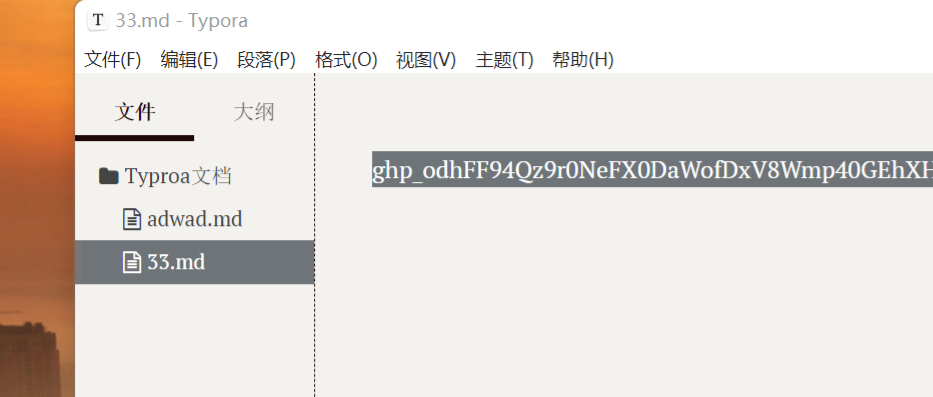 T 33.md - Typora
文件(F) 编辑(E) 段落(P) 格式(O) 视图(V) 主题(T) 帮助(H)
文件 大纲
Typroa文档
adwad.md
33.md
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